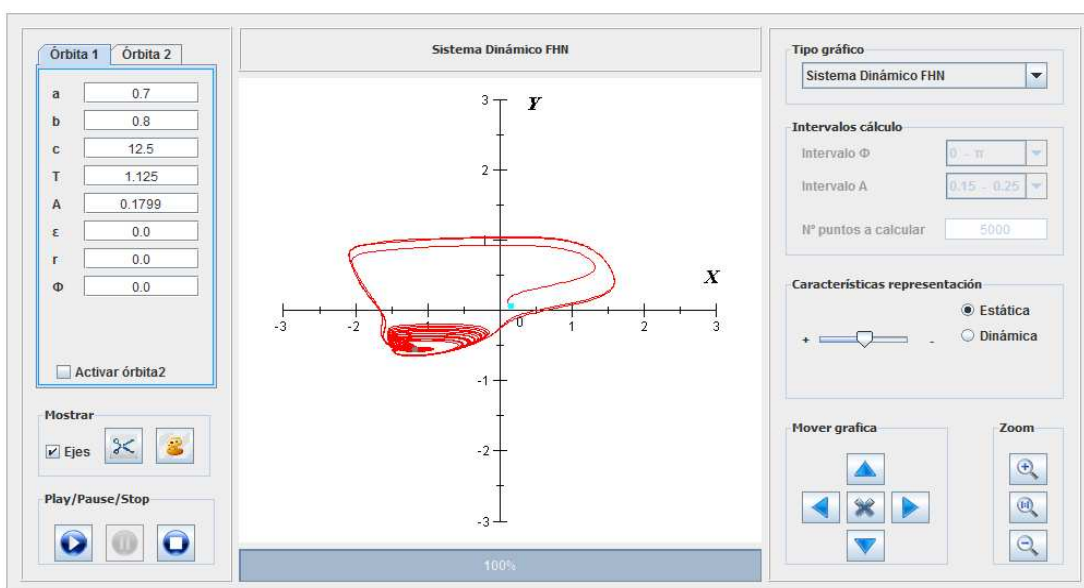 Órbita 1 Órbita 2
a 0.7
b 0.8
c 12.5
T 1.125
A 0.1799
ε 0.0
r 0.0
Φ 0.0
Activar órbita2
Mostrar
Ejes
Play/Pause/Stop
Sistema Dinámico FHN
3 Y
2
1
X
-3 -2 -1 0 1 2 3
-1
-2
-3
100%
Tipo gráfico
Sistema Dinámico FHN
Intervalos cálculo
Intervalo Φ 0 - π
Intervalo A 0.15 - 0.25
Nº puntos a calcular 5000
Características representación
Estática
+ -
Dinámica
Mover grafica
Zoom